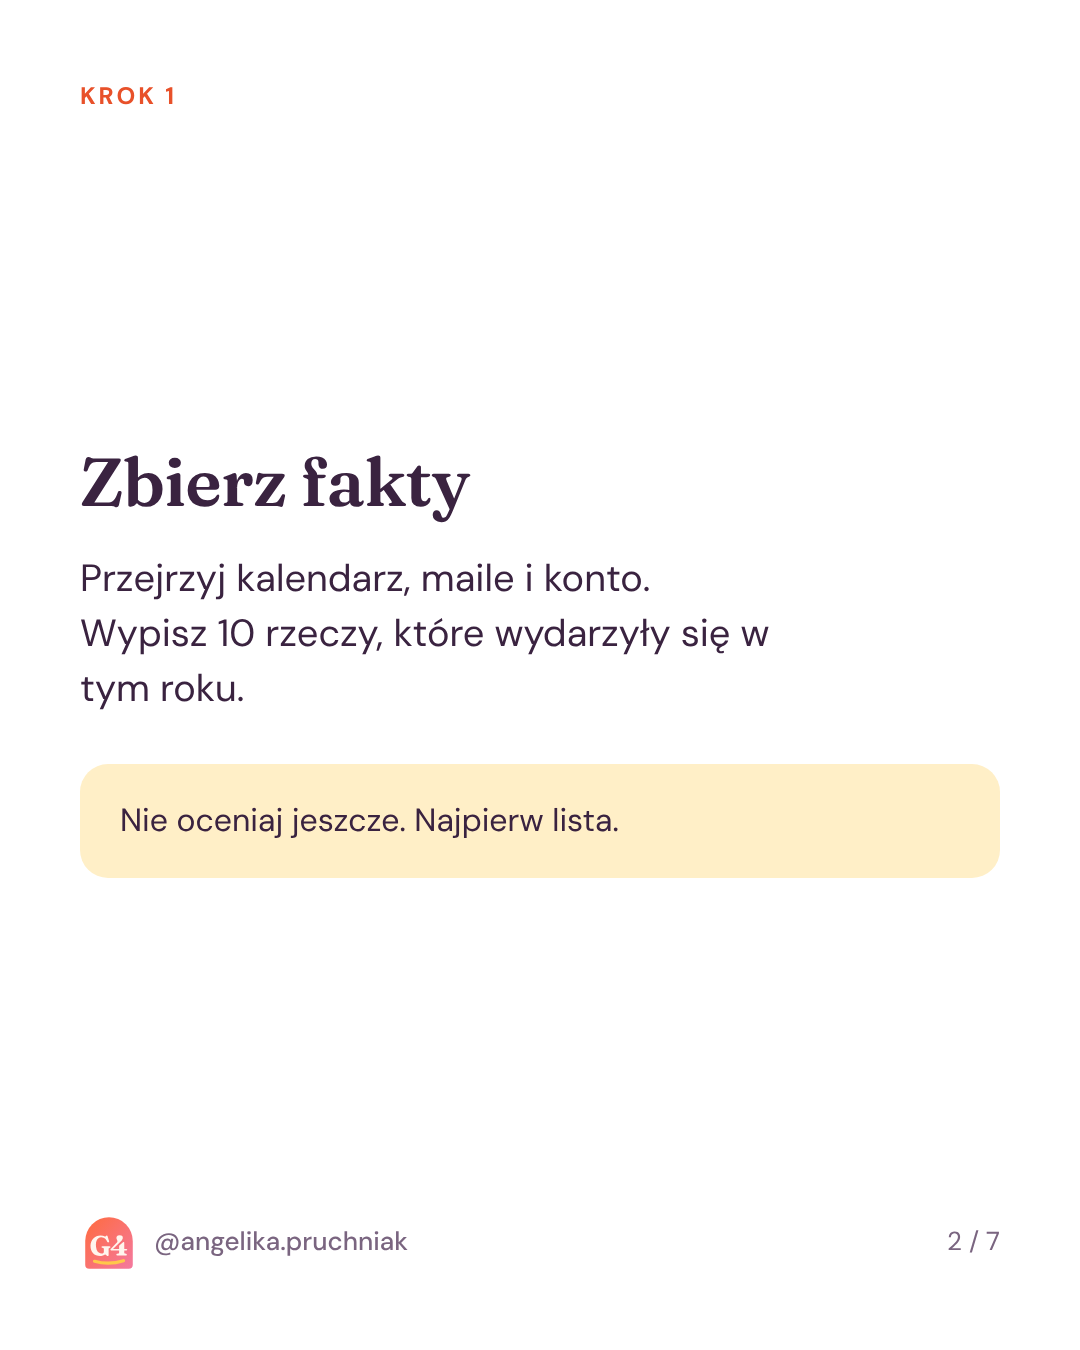 KROK 1
Zbierz fakty
Przejrzyj kalendarz, maile i konto.
Wypisz 10 rzeczy, które wydarzyły się w
tym roku.
Nie oceniaj jeszcze. Najpierw lista.
G4 @angelika.pruchniak 2 / 7